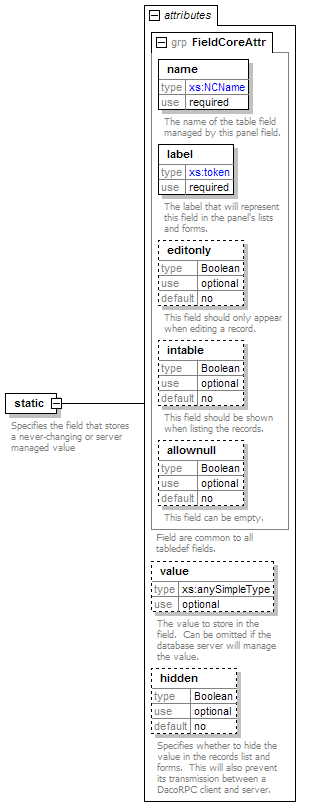 attributes
grp FieldCoreAttr
name
type xs:NCName
use required
The name of the table field
managed by this panel field.
label
type xs:token
use required
The label that will represent
this field in the panel's lists
and forms.
editonly
type Boolean
use optional
default no
This field should only appear
when editing a record.
intable
type Boolean
use optional
default no
This field should be shown
when listing the records.
allownull
type Boolean
use optional
default no
This field can be empty.
Field are common to all
tabledef fields.
static
Specifies the field that stores
a never-changing or server
managed value
value
type xs:anySimpleType
use optional
The value to store in the
field. Can be omitted if the
database server will manage
the value.
hidden
type Boolean
use optional
default no
Specifies whether to hide the
value in the records list and
forms. This will also prevent
its transmission between a
DacoRPC client and server.